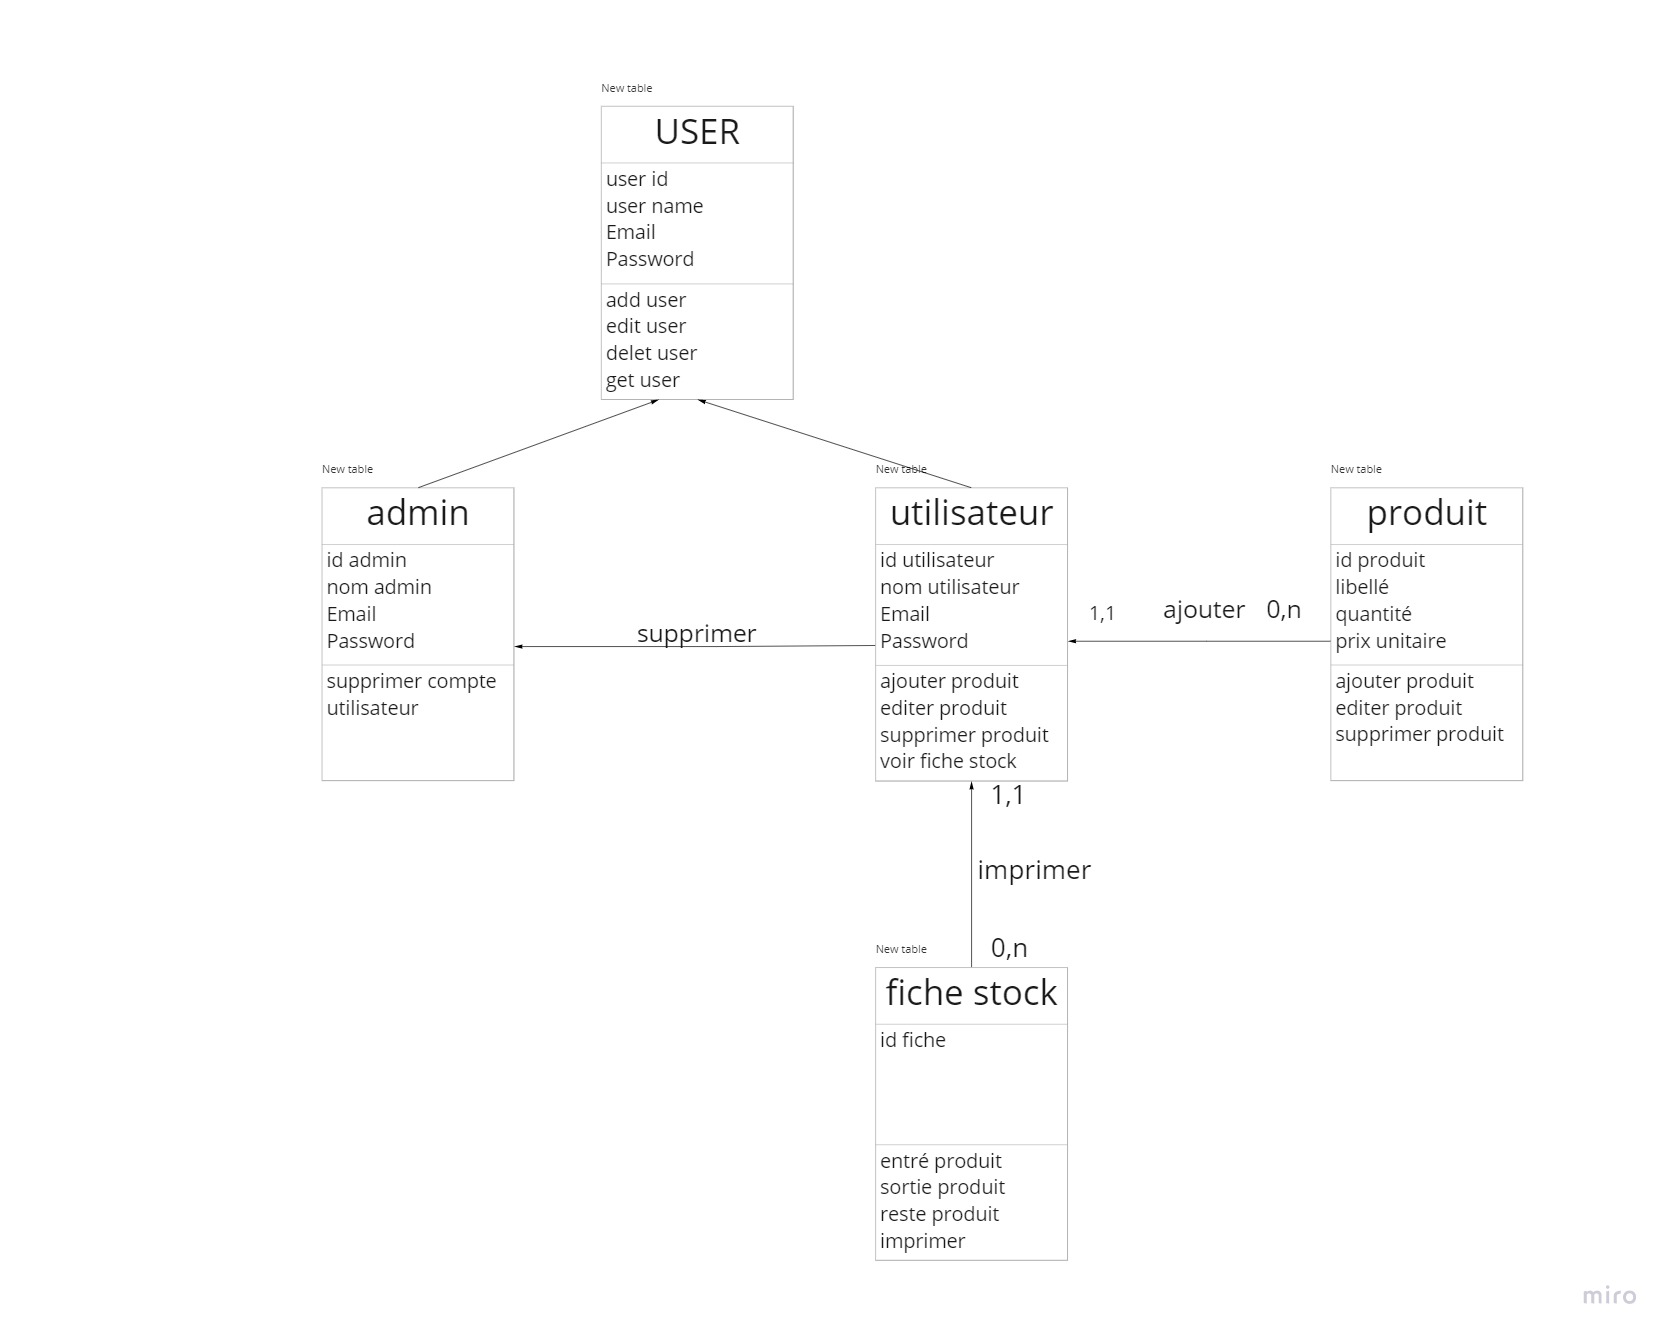 New table
USER
user id
user name
Email
Password
add user
edit user
delet user
get user
New table
admin
id admin
nom admin
Email
Password
supprimer compte
utilisateur
supprimer
New table
utilisateur
id utilisateur
nom utilisateur
Email
Password
ajouter produit
editer produit
supprimer produit
voir fiche stock
1,1 ajouter 0,n
New table
produit
id produit
libellé
quantité
prix unitaire
ajouter produit
editer produit
supprimer produit
1,1
imprimer
0,n
New table
fiche stock
id fiche
entré produit
sortie produit
reste produit
imprimer
miro